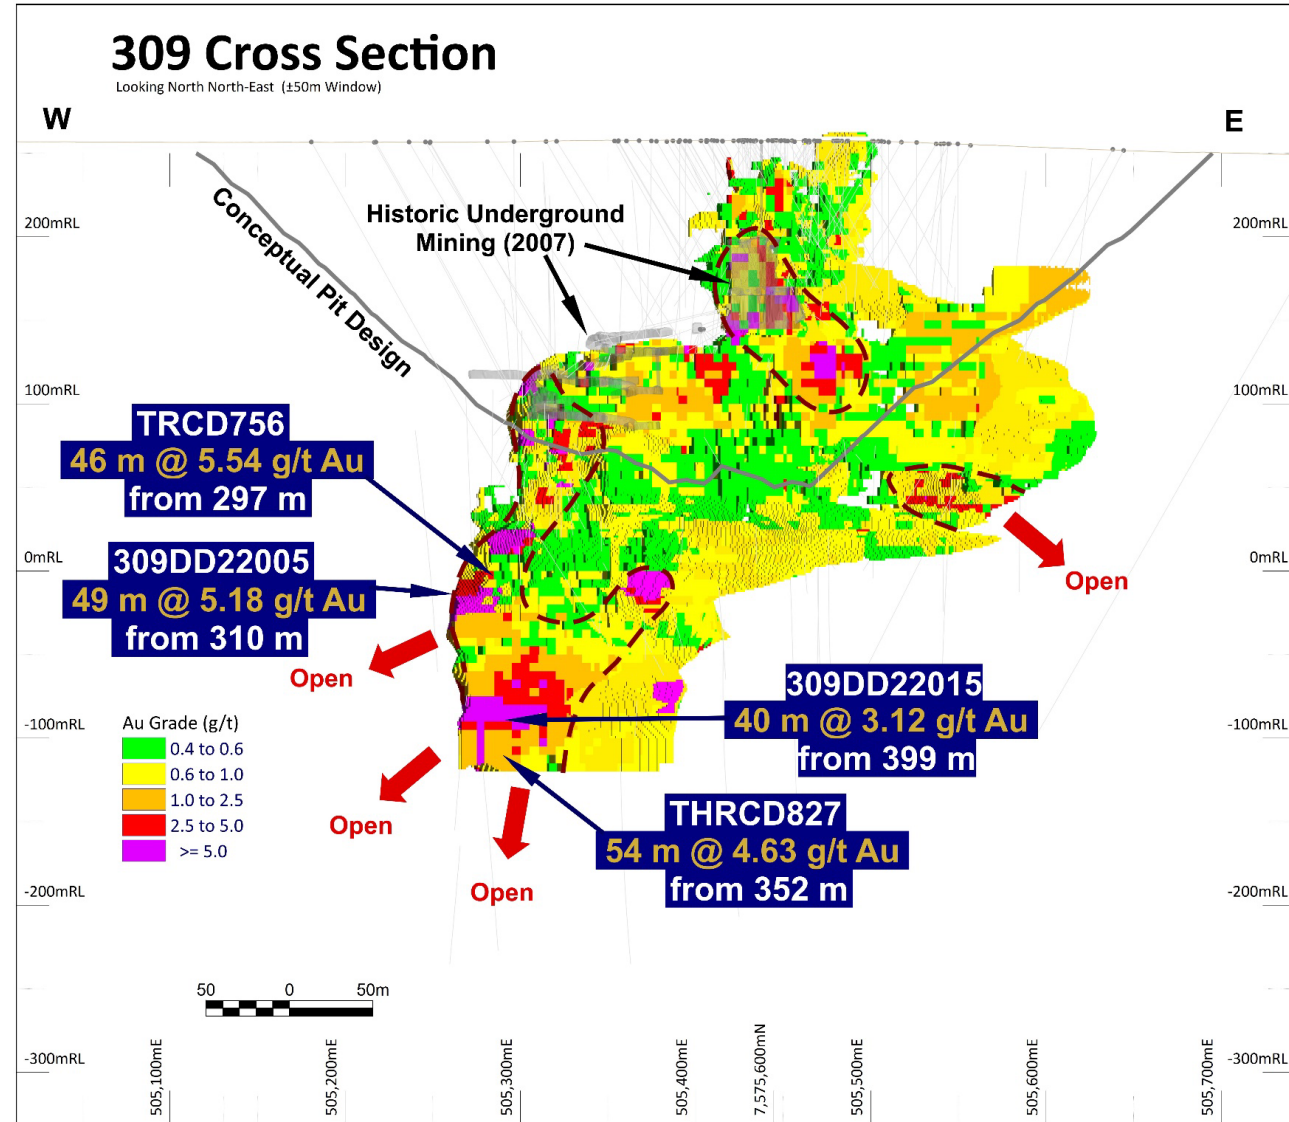 309 Cross Section
Looking North North-East (±50m Window)
W
E
Historic Underground
Mining (2007)
Conceptual Pit Design
200mRL
200mRL
100mRL
100mRL
TRCD756
46 m @ 5.54 g/t Au
from 297 m
0mRL
0mRL
309DD22005
49 m @ 5.18 g/t Au
from 310 m
Open
Open
309DD22015
40 m @ 3.12 g/t Au
from 399 m
-100mRL
-100mRL
Au Grade (g/t)
0.4 to 0.6
0.6 to 1.0
1.0 to 2.5
2.5 to 5.0
>= 5.0
Open
THRCD827
54 m @ 4.63 g/t Au
from 352 m
Open
-200mRL
-200mRL
50 0 50m
-300mRL
-300mRL
505,100mE
505,200mE
505,300mE
505,400mE
7,575,600mN
505,500mE
505,600mE
505,700mE